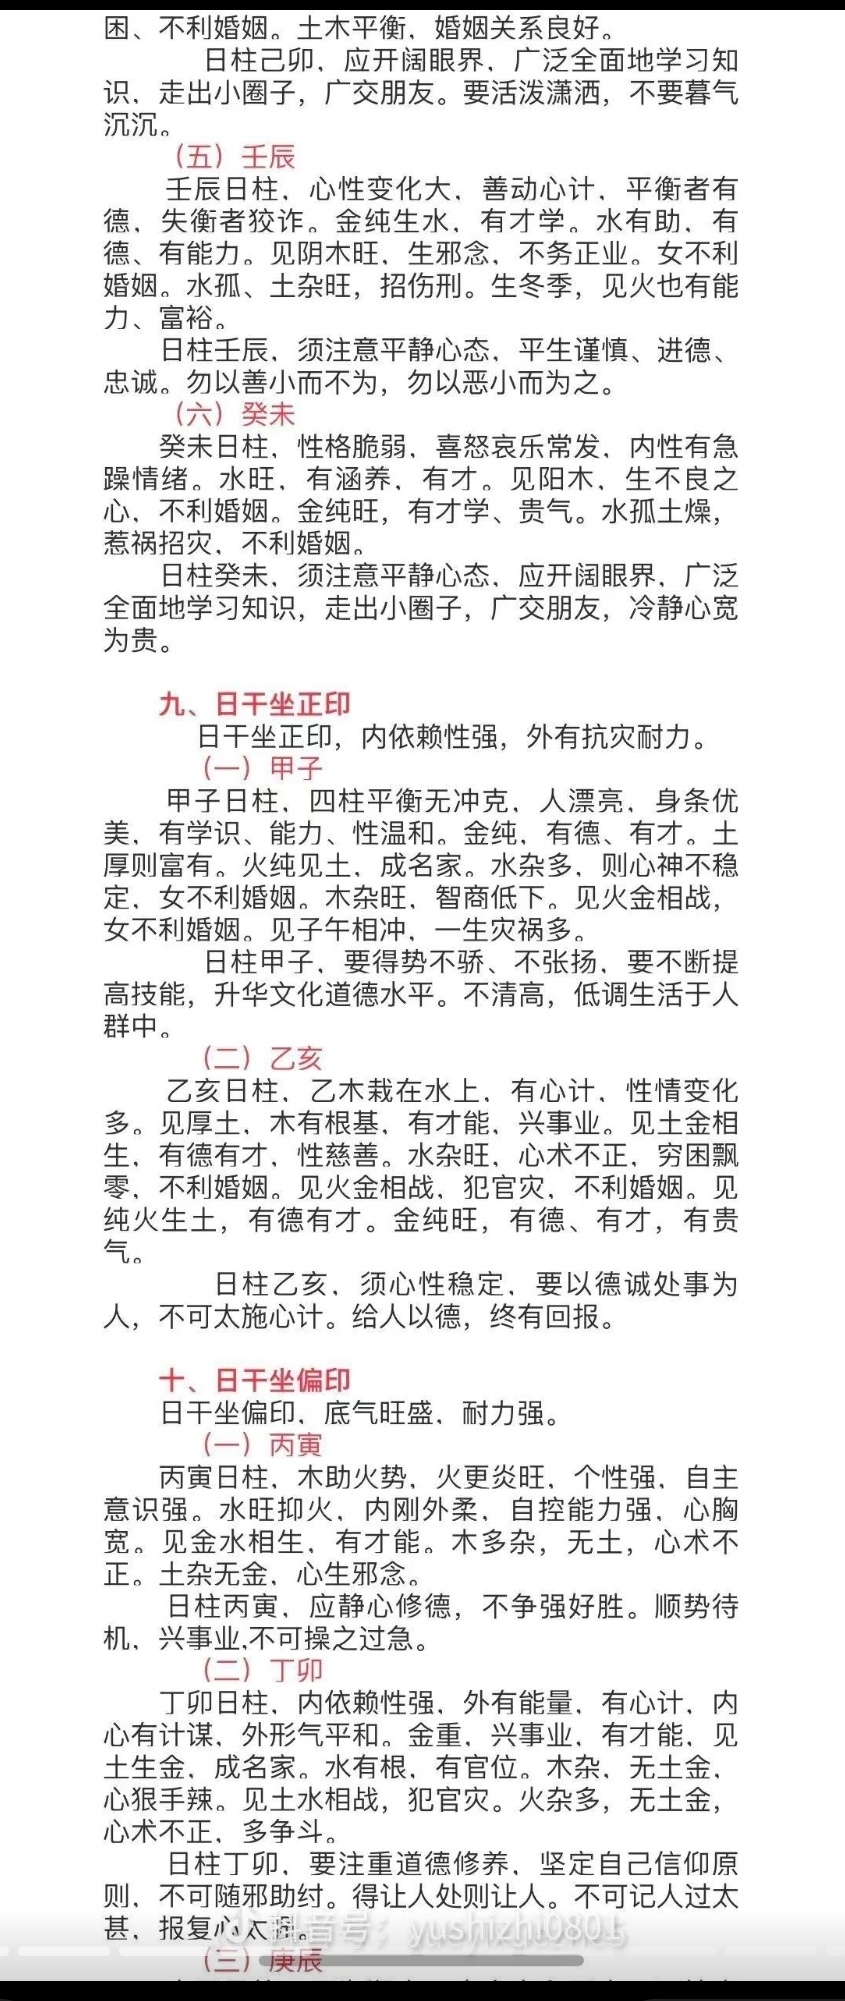 困、不利婚姻。土木平衡，婚姻关系良好。
日柱己卯，应开阔眼界，广泛全面地学习知
识，走出小圈子，广交朋友。要活泼潇洒，不要暮气
沉沉。
（五）壬辰
壬辰日柱，心性变化大，善动心计，平衡者有
德，失衡者狡诈。金纯生水，有才学。水有助，有
德、有能力。见阴木旺，生邪念，不务正业。女不利
婚姻。水孤、土杂旺，招伤刑。生冬季，见火也有能
力、富裕。
日柱壬辰，须注意平静心态，平生谨慎、进德、
忠诚。勿以善小而不为，勿以恶小而为之。
（六）癸未
癸未日柱，性格脆弱，喜怒哀乐常发，内性有急
躁情绪。水旺，有涵养，有才。见阳木，生不良之
心，不利婚姻。金纯旺，有才学、贵气。水孤土燥，
惹祸招灾，不利婚姻。
日柱癸未，须注意平静心态，应开阔眼界，广泛
全面地学习知识，走出小圈子，广交朋友，冷静心宽
为贵。
九、日干坐正印
日干坐正印，内依赖性强，外有抗灾耐力。
（一）甲子
甲子日柱，四柱平衡无冲克，人漂亮，身条优
美，有学识、能力、性温和。金纯，有德、有才。土
厚则富有。火纯见土，成名家。水杂多，则心神不稳
定，女不利婚姻。木杂旺，智商低下。见火金相战，
女不利婚姻。见子午相冲，一生灾祸多。
日柱甲子，要得势不骄、不张扬，要不断提
高技能，升华文化道德水平。不清高，低调生活于人
群中。
（二）乙亥
乙亥日柱，乙木栽在水上，有心计，性情变化
多。见厚土，木有根基，有才能，兴事业。见土金相
生，有德有才，性慈善。水杂旺，心术不正，穷困飘
零，不利婚姻。见火金相战，犯官灾，不利婚姻。见
纯火生土，有德有才。金纯旺，有德、有才，有贵
气。
日柱乙亥，须心性稳定，要以德诚处事为
人，不可太施心计。给人以德，终有回报。
十、日干坐偏印
日干坐偏印，底气旺盛，耐力强。
（一）丙寅
丙寅日柱，木助火势，火更炎旺，个性强，自主
意识强。水旺抑火，内刚外柔，自控能力强，心胸
宽。见金水相生，有才能。木多杂，无土，心术不
正。土杂无金，心生邪念。
日柱丙寅，应静心修德，不争强好胜。顺势待
机，兴事业,不可操之过急。
（二）丁卯
丁卯日柱，内依赖性强，外有能量，有心计，内
心有计谋，外形气平和。金重，兴事业，有才能，见
土生金，成名家。水有根，有官位。木杂，无土金，
心狠手辣。见土水相战，犯官灾。火杂多，无土金，
心术不正，多争斗。
日柱丁卯，要注重道德修养，坚定自己信仰原
则，不可随邪助纣。得让人处则让人。不可记人过太
甚，报复心太强。
抖音号：yushizhi0801
（三）庚辰